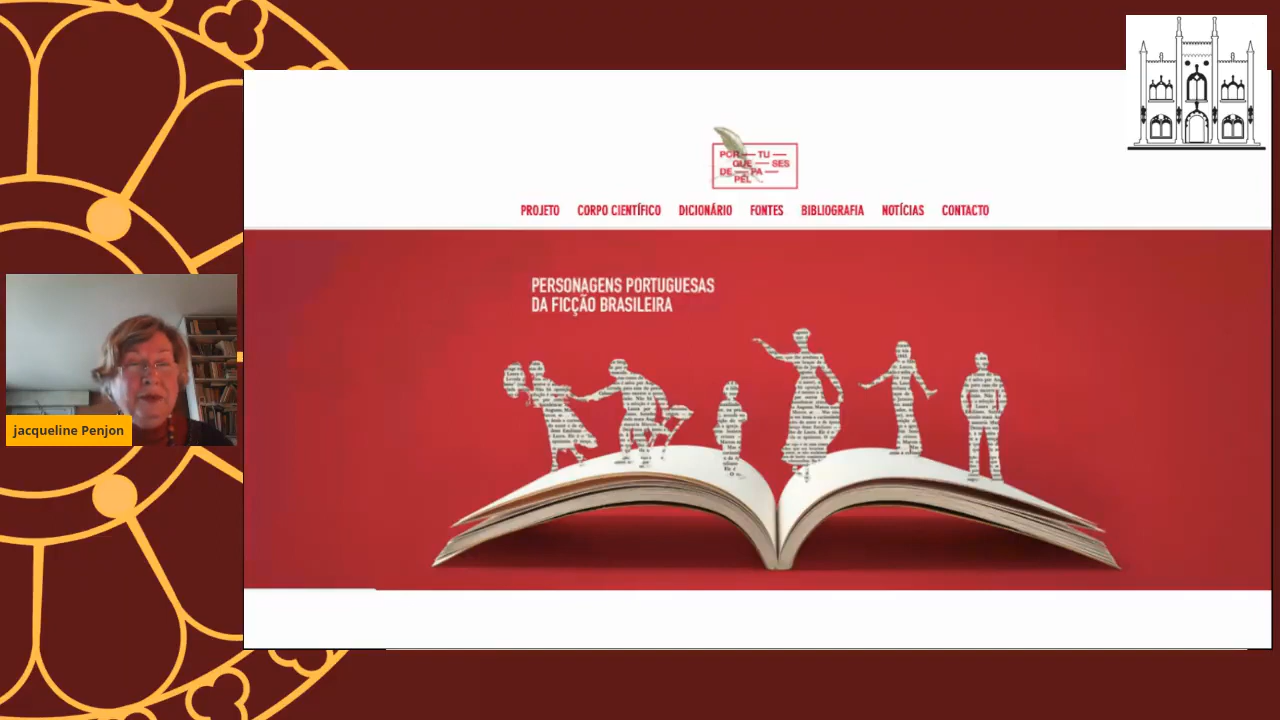 POR — TU —
GUE — SES
DE — PA —
PEL
PROJETO CORPO CIENTÍFICO DICIONÁRIO FONTES BIBLIOGRAFIA NOTÍCIAS CONTACTO
PERSONAGENS PORTUGUESAS
DA FICÇÃO BRASILEIRA
jacqueline Penjon